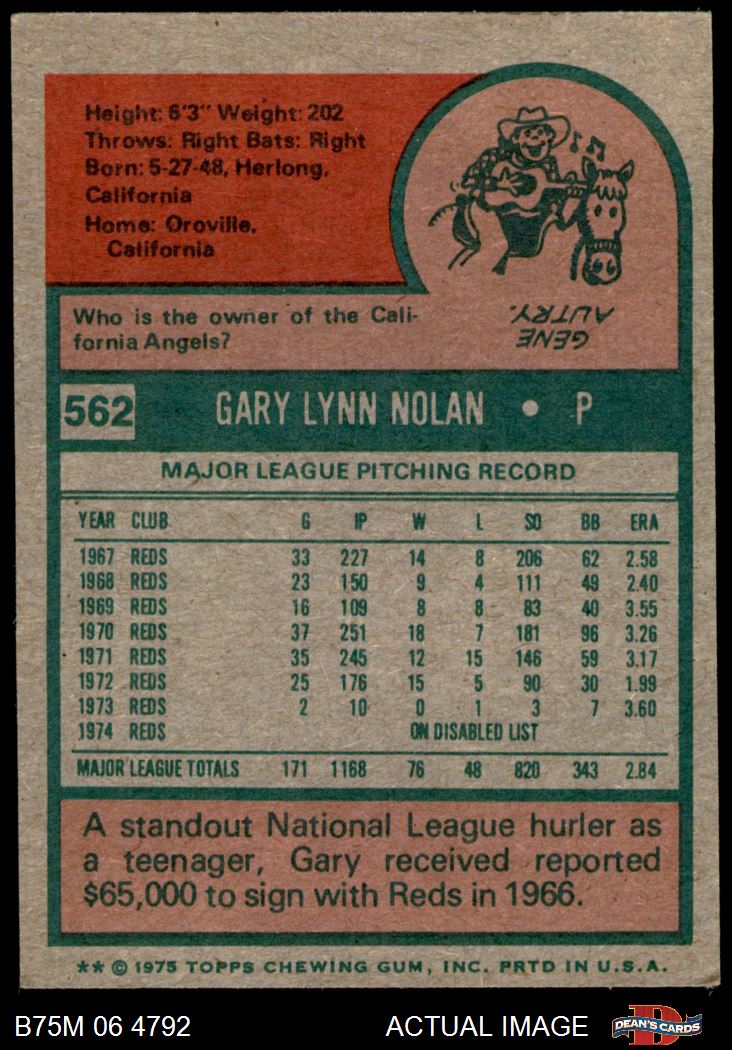 Height: 6'3" Weight: 202
Throws: Right Bats: Right
Born: 5-27-48, Herlong,
California
Home: Oroville,
California
Who is the owner of the Cali-
fornia Angels?
GENE
AUTRY.
562 GARY LYNN NOLAN • P
MAJOR LEAGUE PITCHING RECORD
YEAR CLUB G IP W L SO BB ERA
1967 REDS 33 227 14 8 206 62 2.58
1968 REDS 23 150 9 4 111 49 2.40
1969 REDS 16 109 8 8 83 40 3.55
1970 REDS 37 251 18 7 181 96 3.26
1971 REDS 35 245 12 15 146 59 3.17
1972 REDS 25 176 15 5 90 30 1.99
1973 REDS 2 10 0 1 3 7 3.60
1974 REDS ON DISABLED LIST
MAJOR LEAGUE TOTALS 171 1168 76 48 820 343 2.84
A standout National League hurler as
a teenager, Gary received reported
$65,000 to sign with Reds in 1966.
** © 1975 TOPPS CHEWING GUM, INC. PRTD IN U.S.A.
B75M 06 4792 ACTUAL IMAGE DEAN'S CARDS